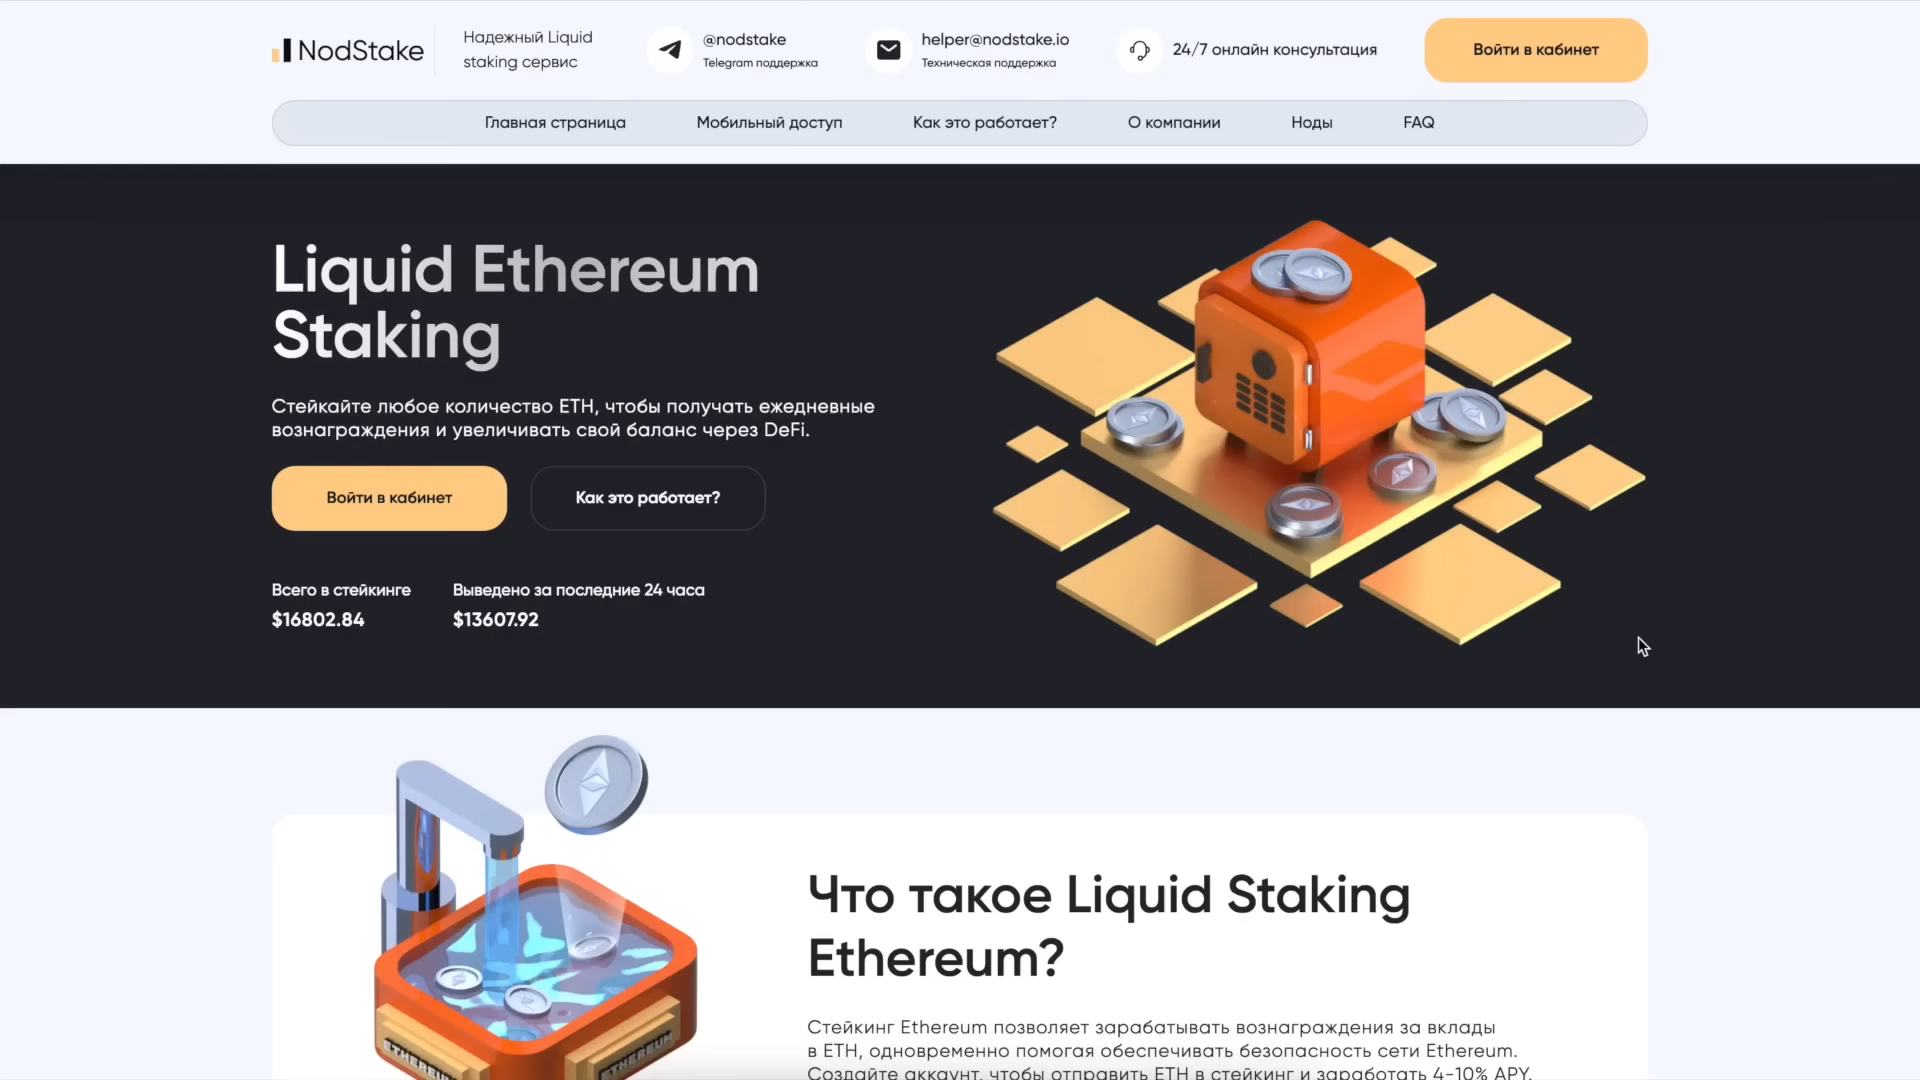 NodStake
Надежный Liquid
staking сервис
@nodstake
Telegram поддержка
helper@nodstake.io
Техническая поддержка
24/7 онлайн консультация
Войти в кабинет
Главная страница
Мобильный доступ
Как это работает?
О компании
Ноды
FAQ
Liquid Ethereum
Staking
Стейкайте любое количество ETH, чтобы получать ежедневные
вознаграждения и увеличивать свой баланс через DeFi.
Войти в кабинет
Как это работает?
Всего в стейкинге
$16802.84
Выведено за последние 24 часа
$13607.92
Что такое Liquid Staking
Ethereum?
Стейкинг Ethereum позволяет зарабатывать вознаграждения за вклады
в ETH, одновременно помогая обеспечивать безопасность сети Ethereum.
Создайте аккаунт, чтобы отправить ETH в стейкинг и заработать 4-10% APY.
ETHEREUM
ETHEREUM